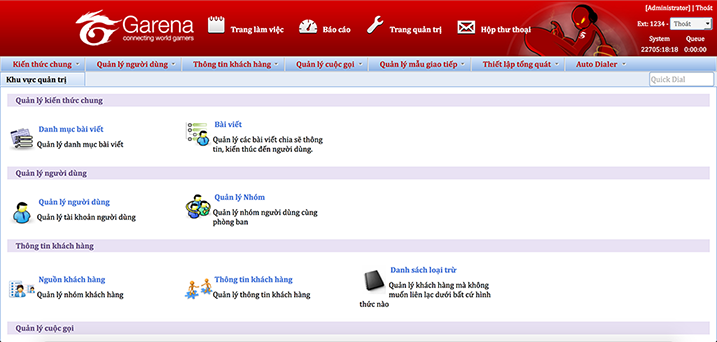 Garena
connecting world gamers
Trang làm việc
Báo cáo
Trang quản trị
Hộp thư thoại
[Administrator] | Thoát
Ext: 1234 - Thoát
System Queue
22705:18:18 0:00:00
Kiến thức chung
Quản lý người dùng
Thông tin khách hàng
Quản lý cuộc gọi
Quản lý mẫu giao tiếp
Thiết lập tổng quát
Auto Dialer
Khu vực quản trị
Quick Dial
Quản lý kiến thức chung
Danh mục bài viết
Quản lý danh mục bài viết
Bài viết
Quản lý các bài viết chia sẽ thông
tin, kiến thúc đến người dùng.
Quản lý người dùng
Quản lý người dùng
Quản lý tài khoản người dùng
Quản lý Nhóm
Quản lý nhóm người dùng cùng
phòng ban
Thông tin khách hàng
Nguồn khách hàng
Quản lý nhóm khách hàng
Thông tin khách hàng
Quản lý thông tin khách hàng
Danh sách loại trừ
Quản lý khách hàng mà không
muốn liên lạc dưới bất cứ hình
thức nào
Quản lý cuộc gọi